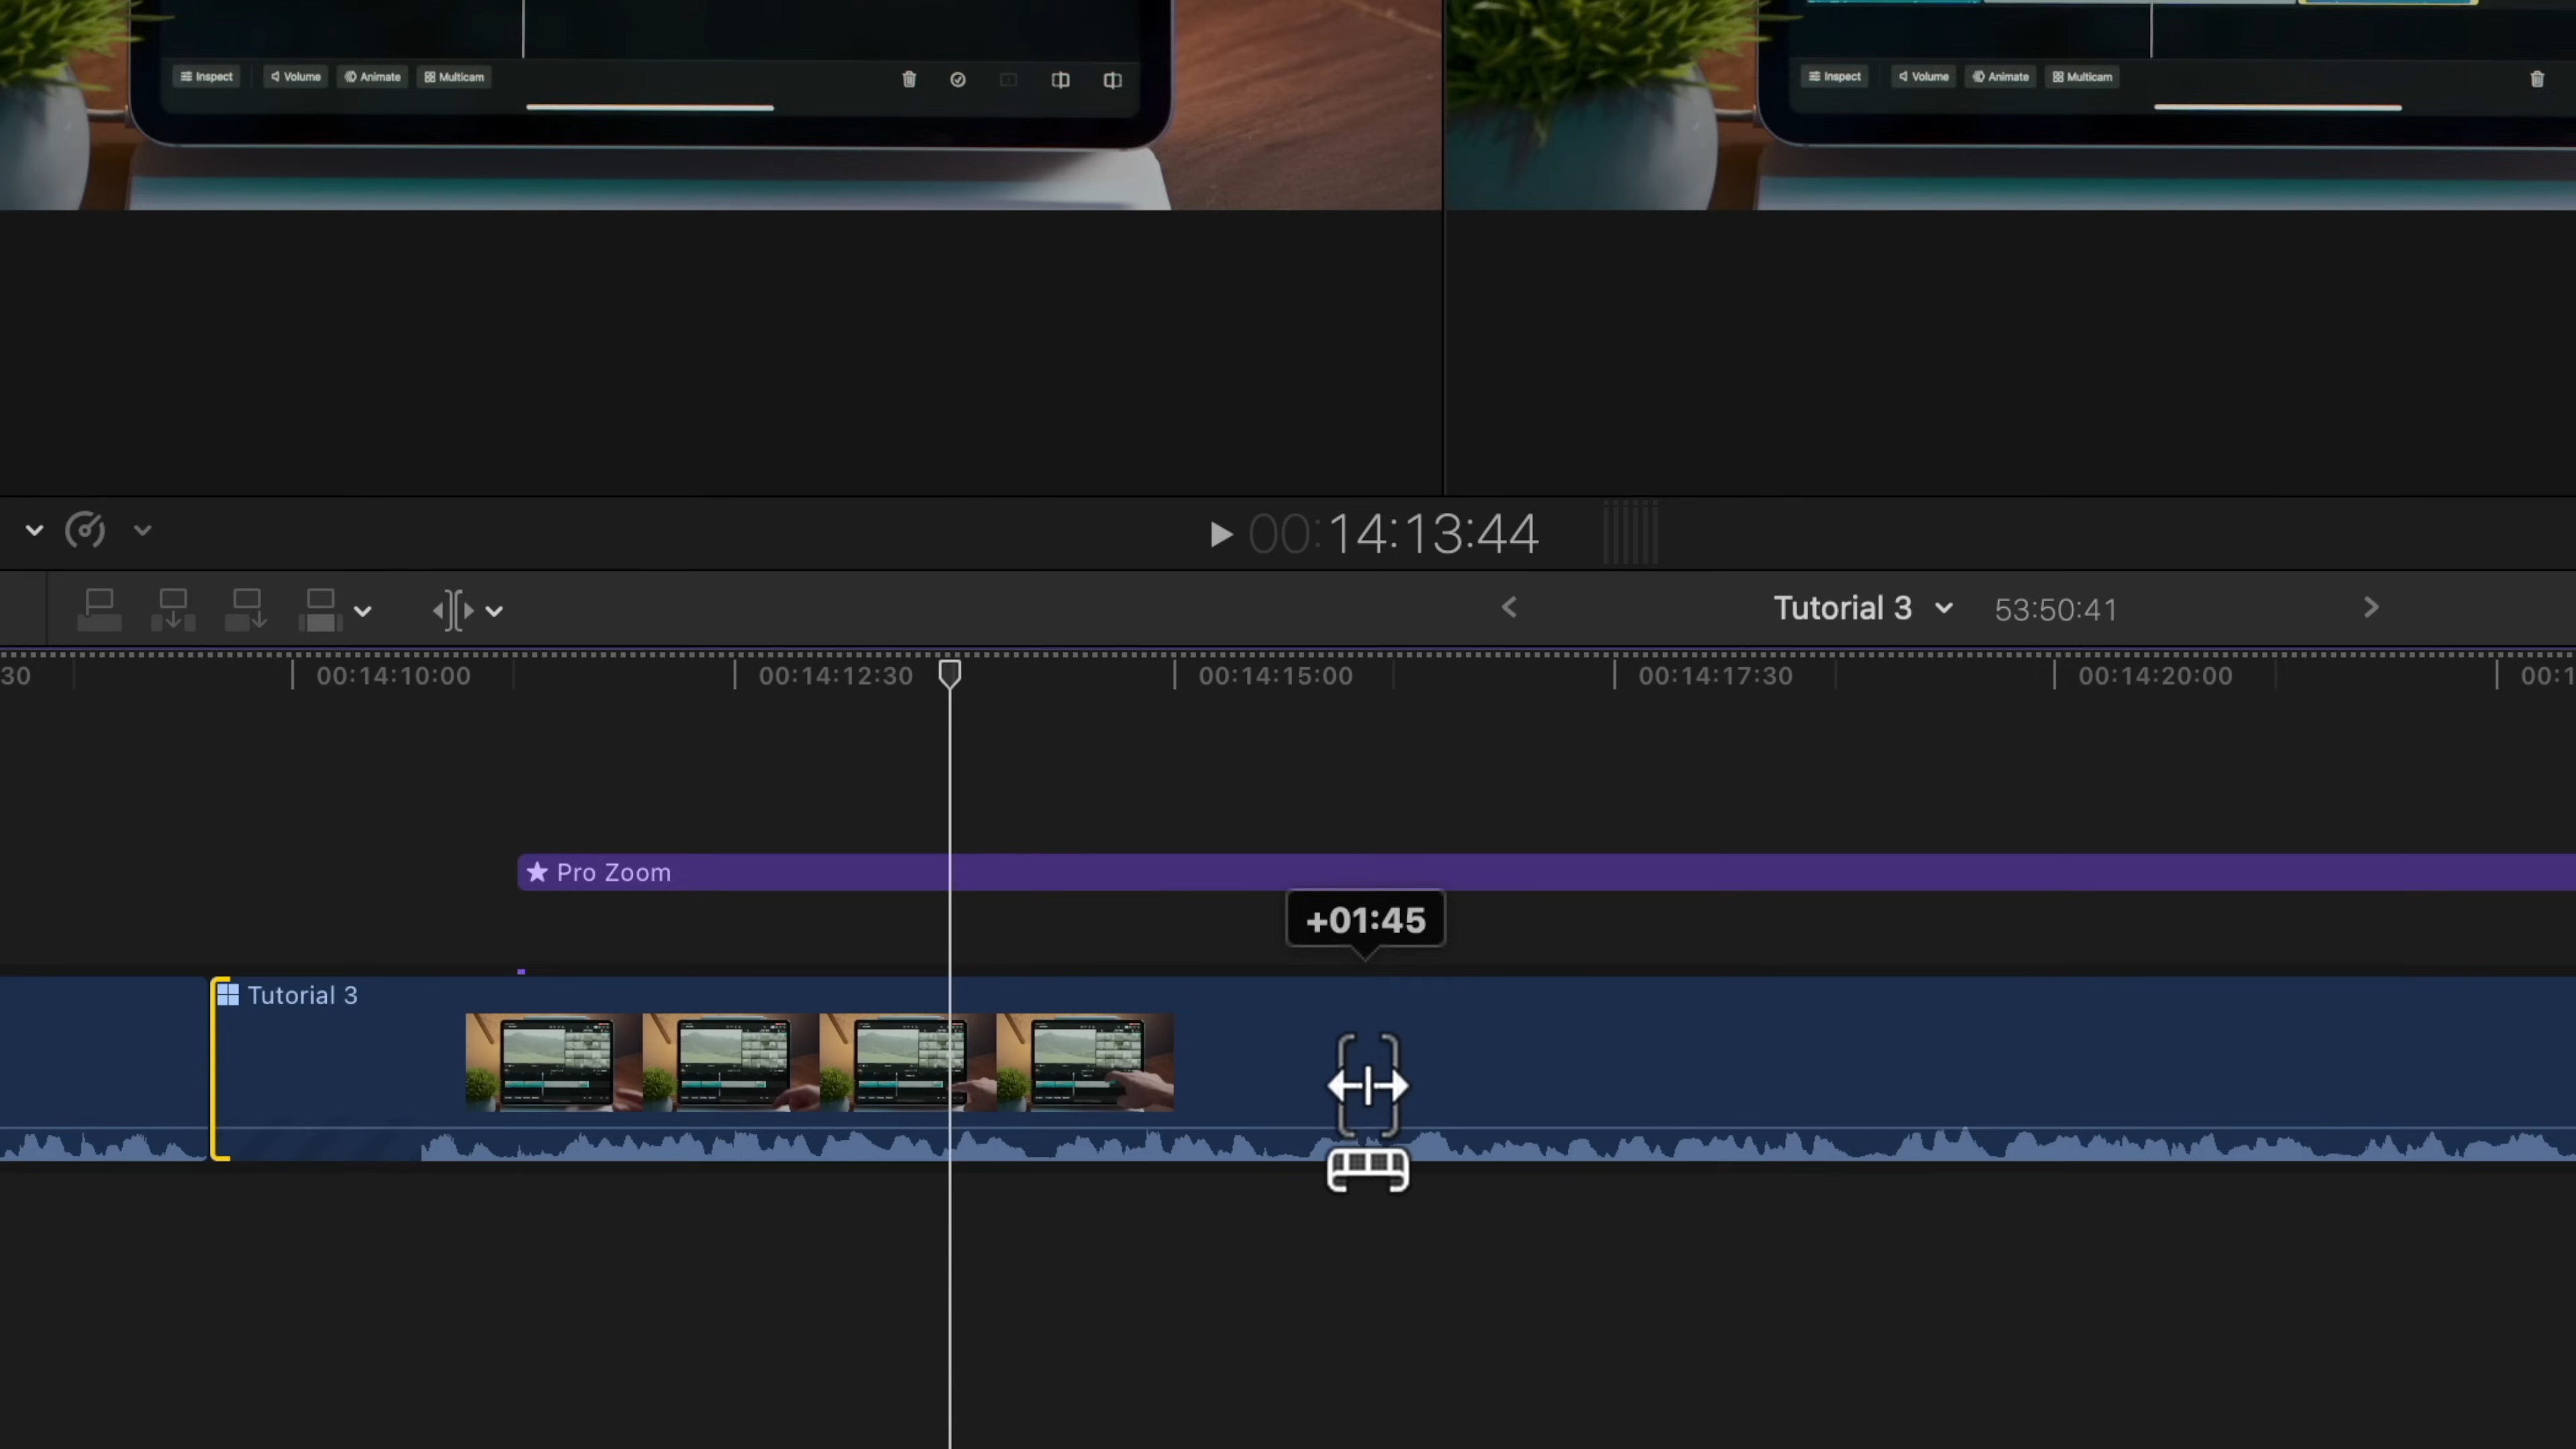 Inspect Volume Animate Multicam
Inspect Volume Animate Multicam
00:14:13:44
Tutorial 3 53:50:41
30 00:14:10:00 00:14:12:30 00:14:15:00 00:14:17:30 00:14:20:00 00:1
Pro Zoom
+01:45
Tutorial 3